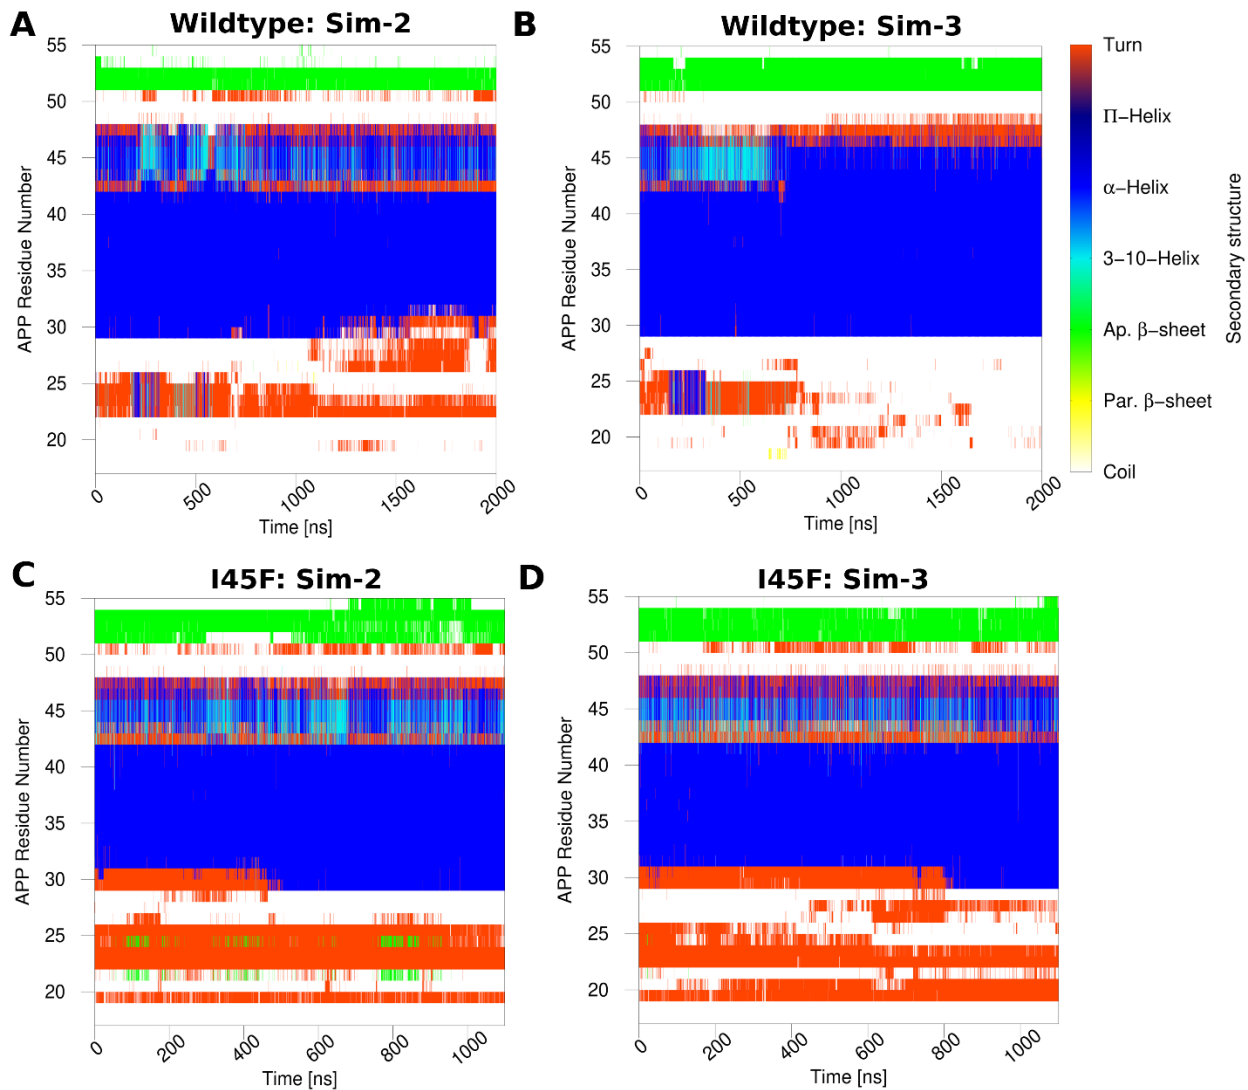 A
Wildtype: Sim-2
55
50
45
40
35
30
25
20
APP Residue Number
0
500
1000
1500
2000
Time [ns]
B
Wildtype: Sim-3
55
50
45
40
35
30
25
20
APP Residue Number
0
500
1000
1500
2000
Time [ns]
Turn
Π-Helix
α-Helix
3-10-Helix
Ap. β-sheet
Par. β-sheet
Coil
Secondary structure
C
I45F: Sim-2
55
50
45
40
35
30
25
20
APP Residue Number
0
200
400
600
800
1000
Time [ns]
D
I45F: Sim-3
55
50
45
40
35
30
25
20
APP Residue Number
0
200
400
600
800
1000
Time [ns]